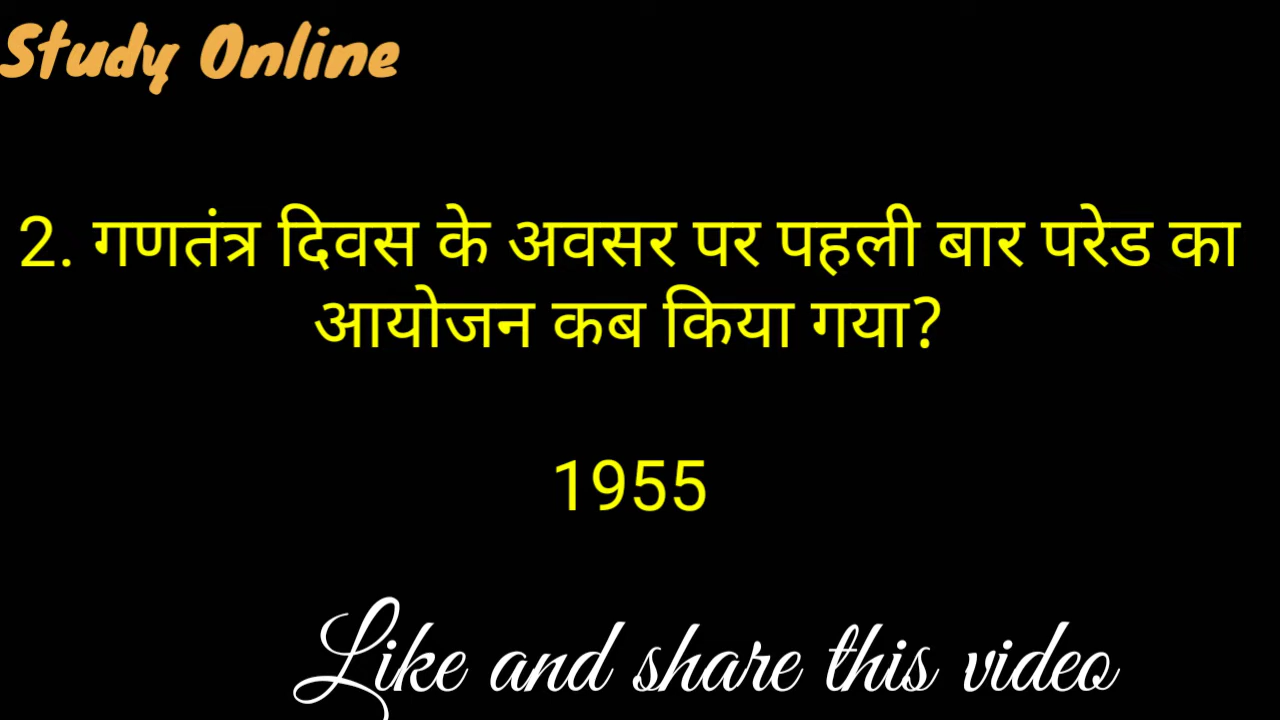 Study Online
2. गणतंत्र दिवस के अवसर पर पहली बार परेड का
आयोजन कब किया गया?
1955
Like and share this video